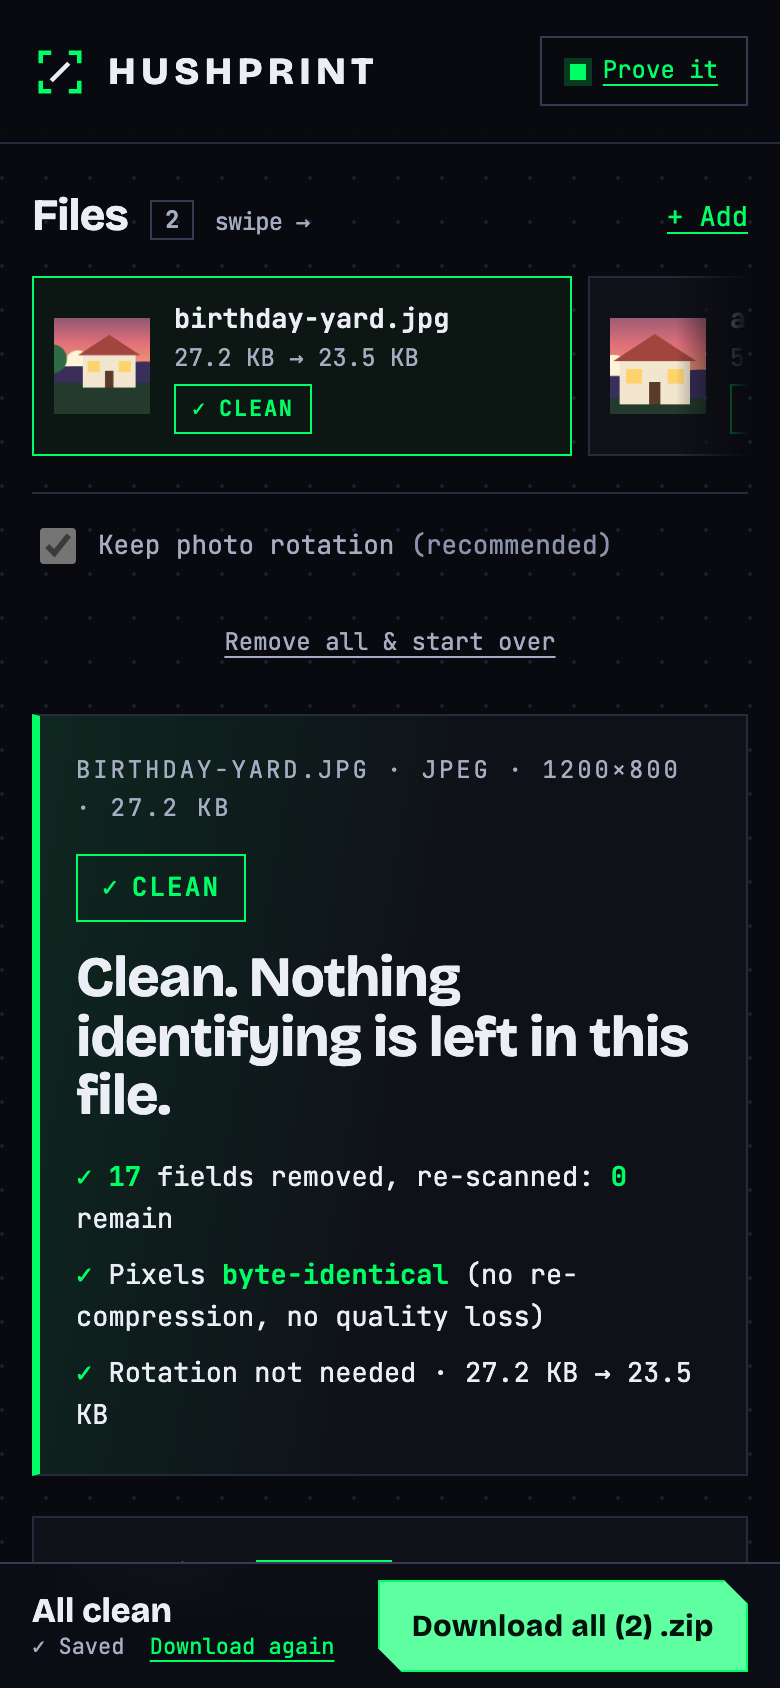 HUSHPRINT
Prove it
Files 2 swipe → + Add
birthday-yard.jpg
27.2 KB → 23.5 KB
✓ CLEAN
Keep photo rotation (recommended)
Remove all & start over
BIRTHDAY-YARD.JPG · JPEG · 1200×800
· 27.2 KB
✓ CLEAN
Clean. Nothing
identifying is left in this
file.
✓ 17 fields removed, re-scanned: 0
remain
✓ Pixels byte-identical (no re-
compression, no quality loss)
✓ Rotation not needed · 27.2 KB → 23.5
KB
All clean
✓ Saved Download again
Download all (2) .zip